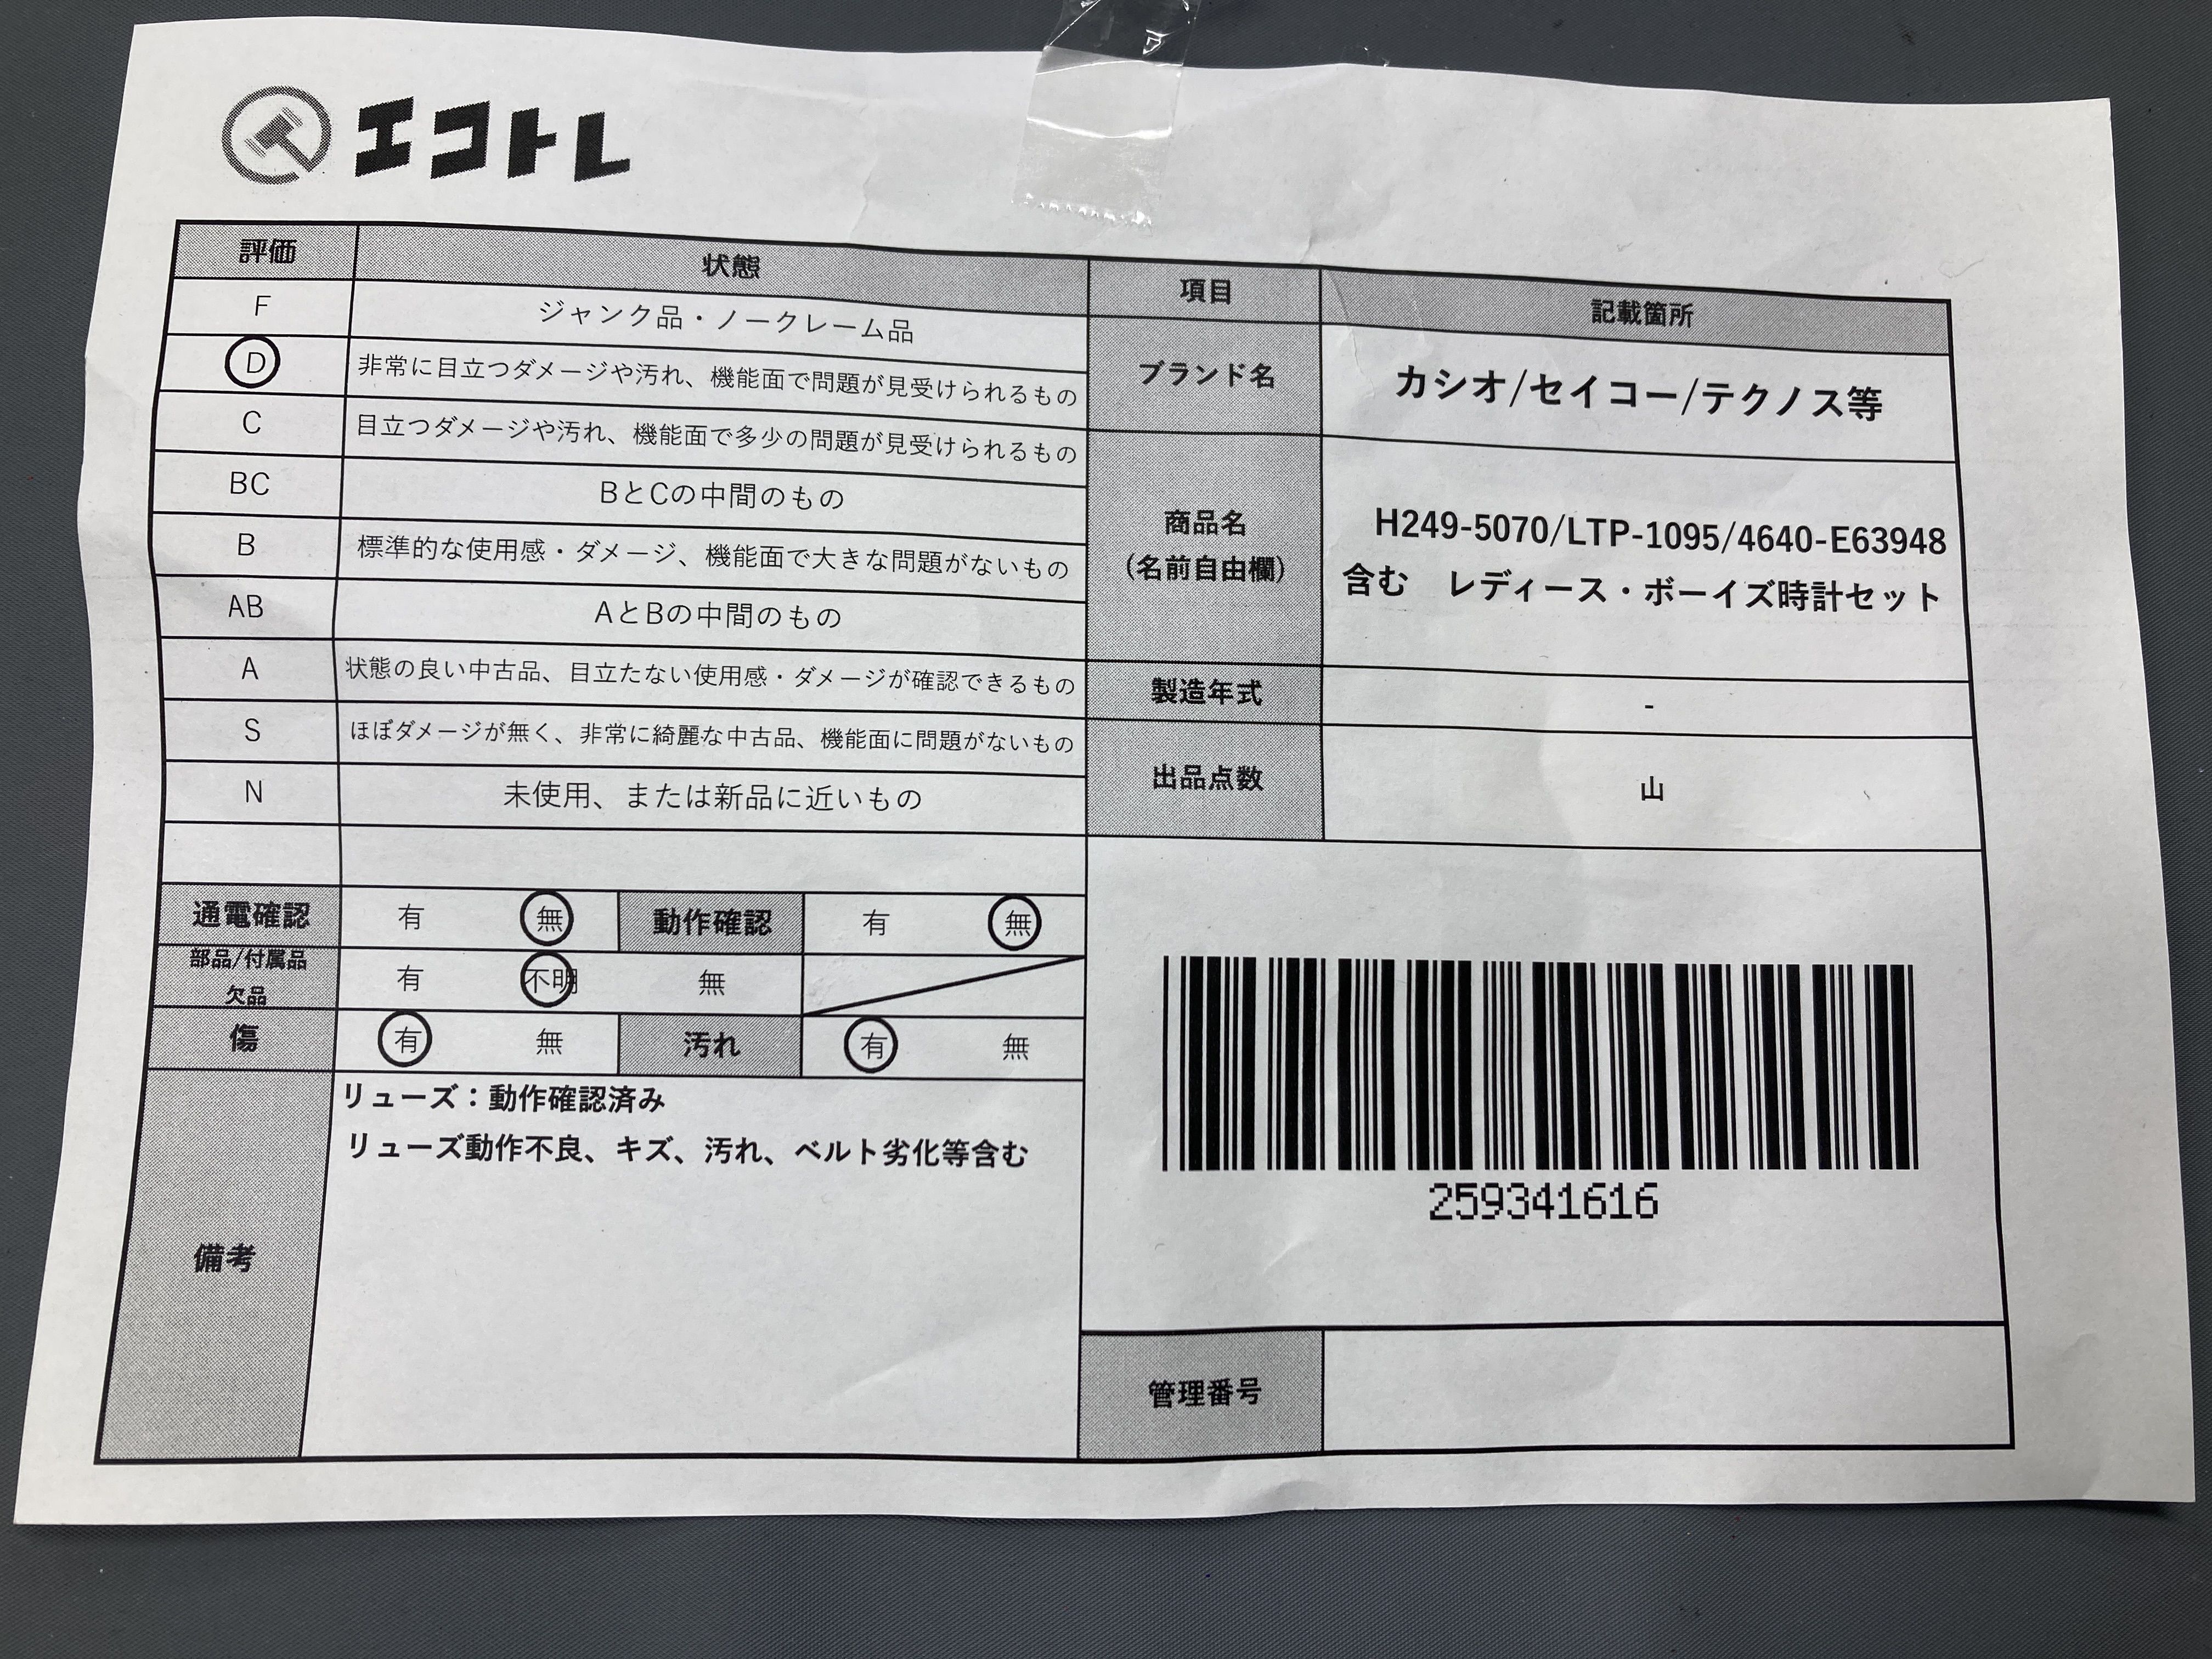 エコトレ
評価 状態
F ジャンク品・ノークレーム品
D 非常に目立つダメージや汚れ、機能面で問題が見受けられるもの
C 目立つダメージや汚れ、機能面で多少の問題が見受けられるもの
BC BとCの中間のもの
B 標準的な使用感・ダメージ、機能面で大きな問題がないもの
AB AとBの中間のもの
A 状態の良い中古品、目立たない使用感・ダメージが確認できるもの
S ほぼダメージが無く、非常に綺麗な中古品、機能面に問題がないもの
N 未使用、または新品に近いもの
通電確認 有 無 動作確認 有 無
部品/付属品
欠品 有 不明 無
傷 有 無 汚れ 有 無
備考
リューズ：動作確認済み
リューズ動作不良、キズ、汚れ、ベルト劣化等含む
項目 記載箇所
ブランド名 カシオ/セイコー/テクノス等
商品名
（名前自由欄）
H249-5070/LTP-1095/4640-E63948
含む　レディース・ボーイズ時計セット
製造年式 -
出品点数 山
259341616
管理番号